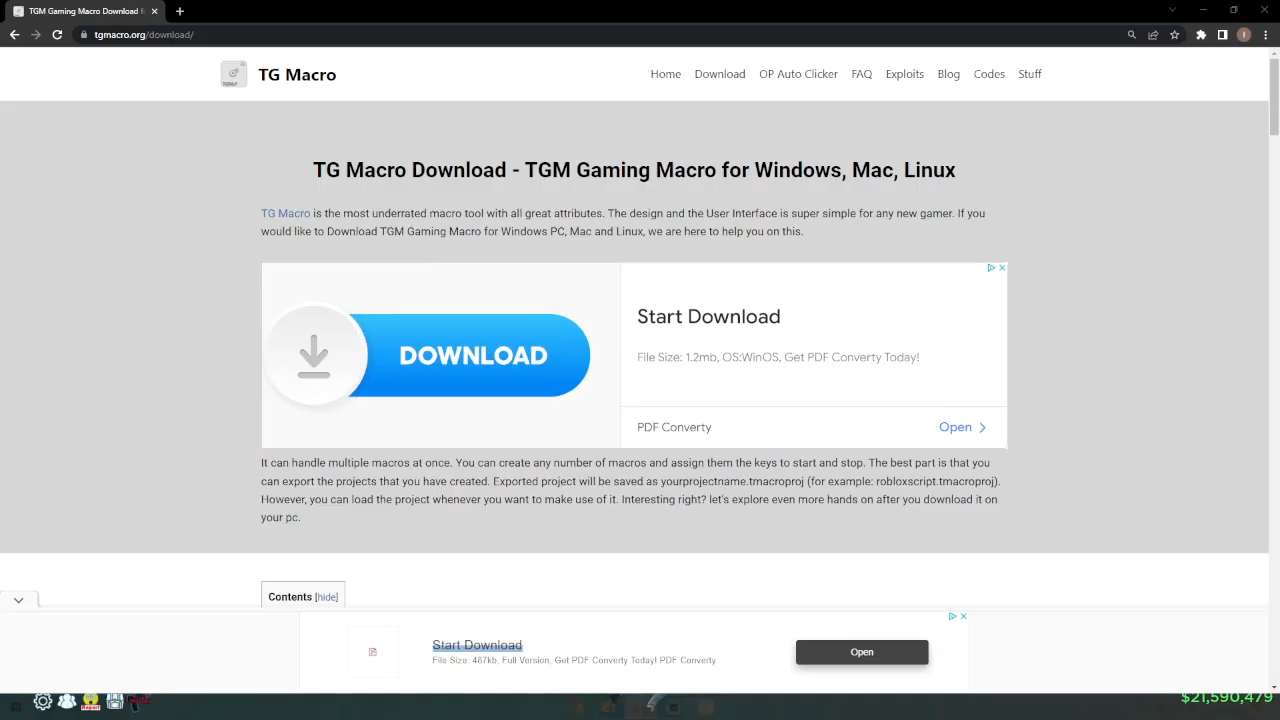 TGM Gaming Macro Download f
tgmacro.org/download/
TGM
TG Macro
Home Download OP Auto Clicker FAQ Exploits Blog Codes Stuff
TG Macro Download - TGM Gaming Macro for Windows, Mac, Linux
TG Macro is the most underrated macro tool with all great attributes. The design and the User Interface is super simple for any new gamer. If you
would like to Download TGM Gaming Macro for Windows PC, Mac and Linux, we are here to help you on this.
DOWNLOAD
Start Download
File Size: 1.2mb, OS:WinOS, Get PDF Converty Today!
PDF Converty
Open
It can handle multiple macros at once. You can create any number of macros and assign them the keys to start and stop. The best part is that you
can export the projects that you have created. Exported project will be saved as yourprojectname.tmacroproj (for example: robloxscript.tmacroproj).
However, you can load the project whenever you want to make use of it. Interesting right? let's explore even more hands on after you download it on
your pc.
Contents [hide]
Start Download
File Size: 487kb, Full Version, Get PDF Converty Today! PDF Converty
Open
Report
$21,590,479